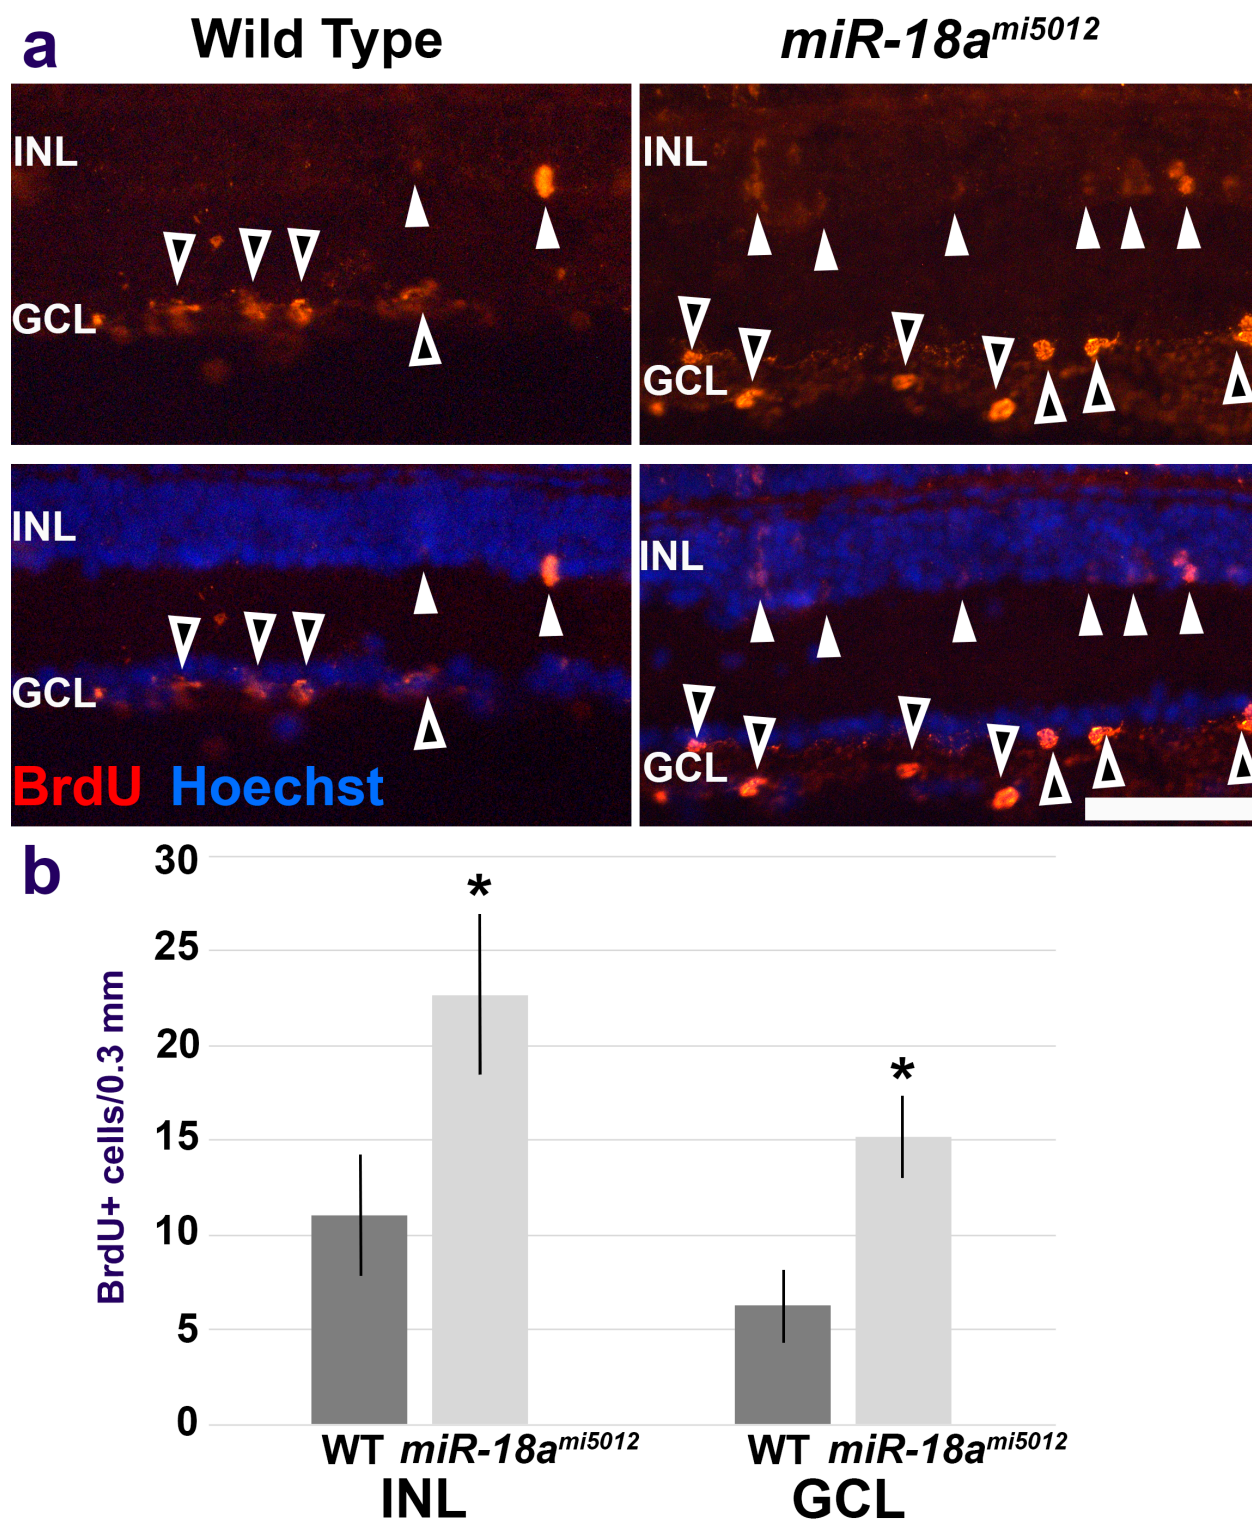 a
Wild Type
miR-18a^mi5012
INL
GCL
INL
GCL
INL
GCL
BrdU Hoechst
INL
GCL
b
30
25
20
15
10
5
0
BrdU+ cells/0.3 mm
*
*
WT miR-18a^mi5012
WT miR-18a^mi5012
INL
GCL